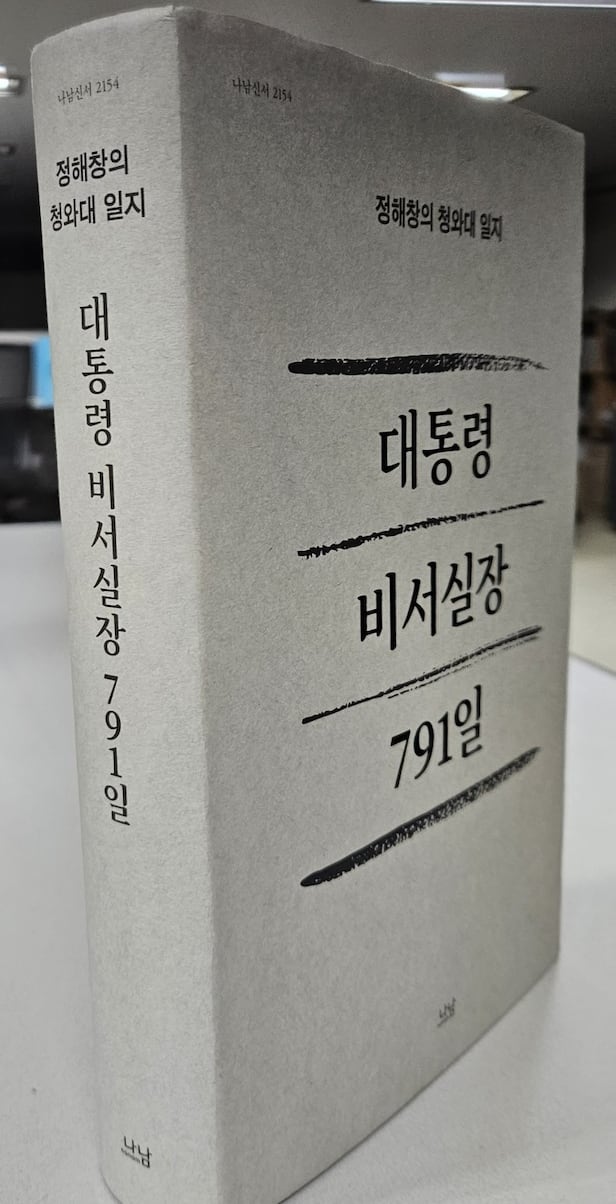 나남신서 2154
정해창의
청와대 일지
대통령 비서실장 791일
나남
나남신서 2154
정해창의 청와대 일지
대통령
비서실장
791일
나남